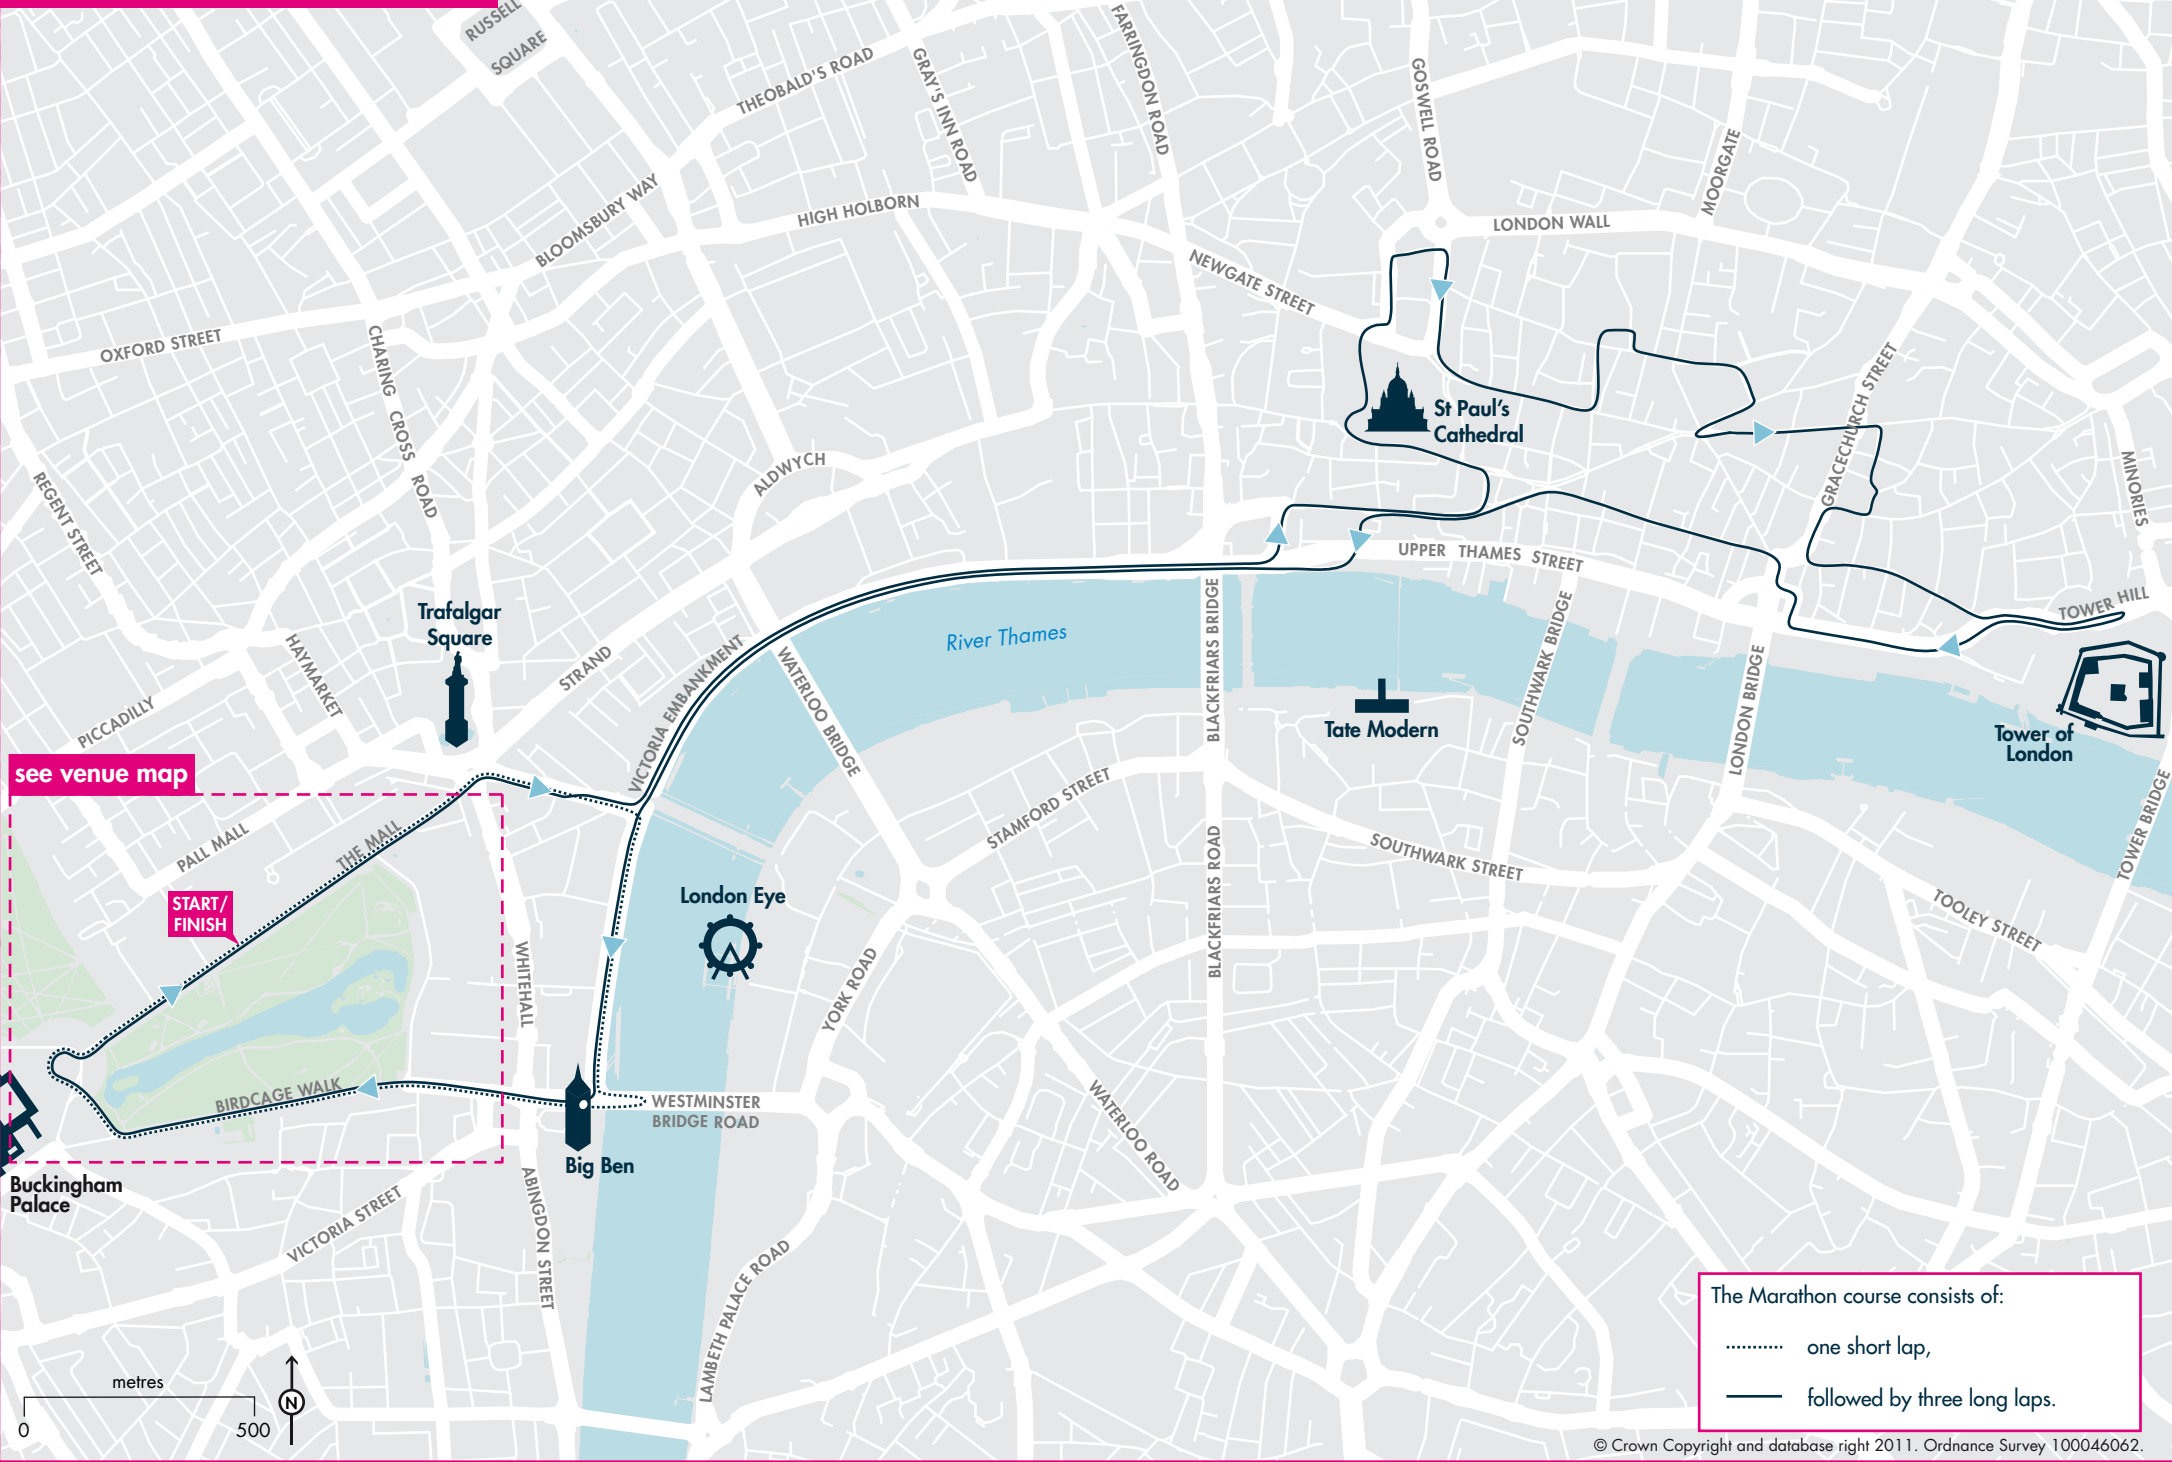 RUSSELL
SQUARE
THEOBALD'S ROAD
GRAY'S INN ROAD
FARRINGDON ROAD
GOSWELL ROAD
MOORGATE
BLOOMSBURY WAY
HIGH HOLBORN
LONDON WALL
NEWGATE STREET
OXFORD STREET
CHARING CROSS ROAD
GRACECHURCH STREET
St Paul's
Cathedral
MINORIES
REGENT STREET
ALDWYCH
UPPER THAMES STREET
TOWER HILL
Trafalgar
Square
River Thames
HAYMARKET
STRAND
VICTORIA EMBANKMENT
WATERLOO BRIDGE
BLACKFRIARS BRIDGE
SOUTHWARK BRIDGE
LONDON BRIDGE
Tate Modern
Tower of
London
PICCADILLY
see venue map
TOWER BRIDGE
PALL MALL
THE MALL
STAMFORD STREET
SOUTHWARK STREET
BLACKFRIARS ROAD
START/
FINISH
London Eye
TOOLEY STREET
WHITEHALL
YORK ROAD
BIRDCAGE WALK
WESTMINSTER
BRIDGE ROAD
WATERLOO ROAD
Big Ben
Buckingham
Palace
VICTORIA STREET
ABINGDON STREET
LAMBETH PALACE ROAD
The Marathon course consists of:
one short lap,
followed by three long laps.
metres
0
500
N
© Crown Copyright and database right 2011. Ordnance Survey 100046062.